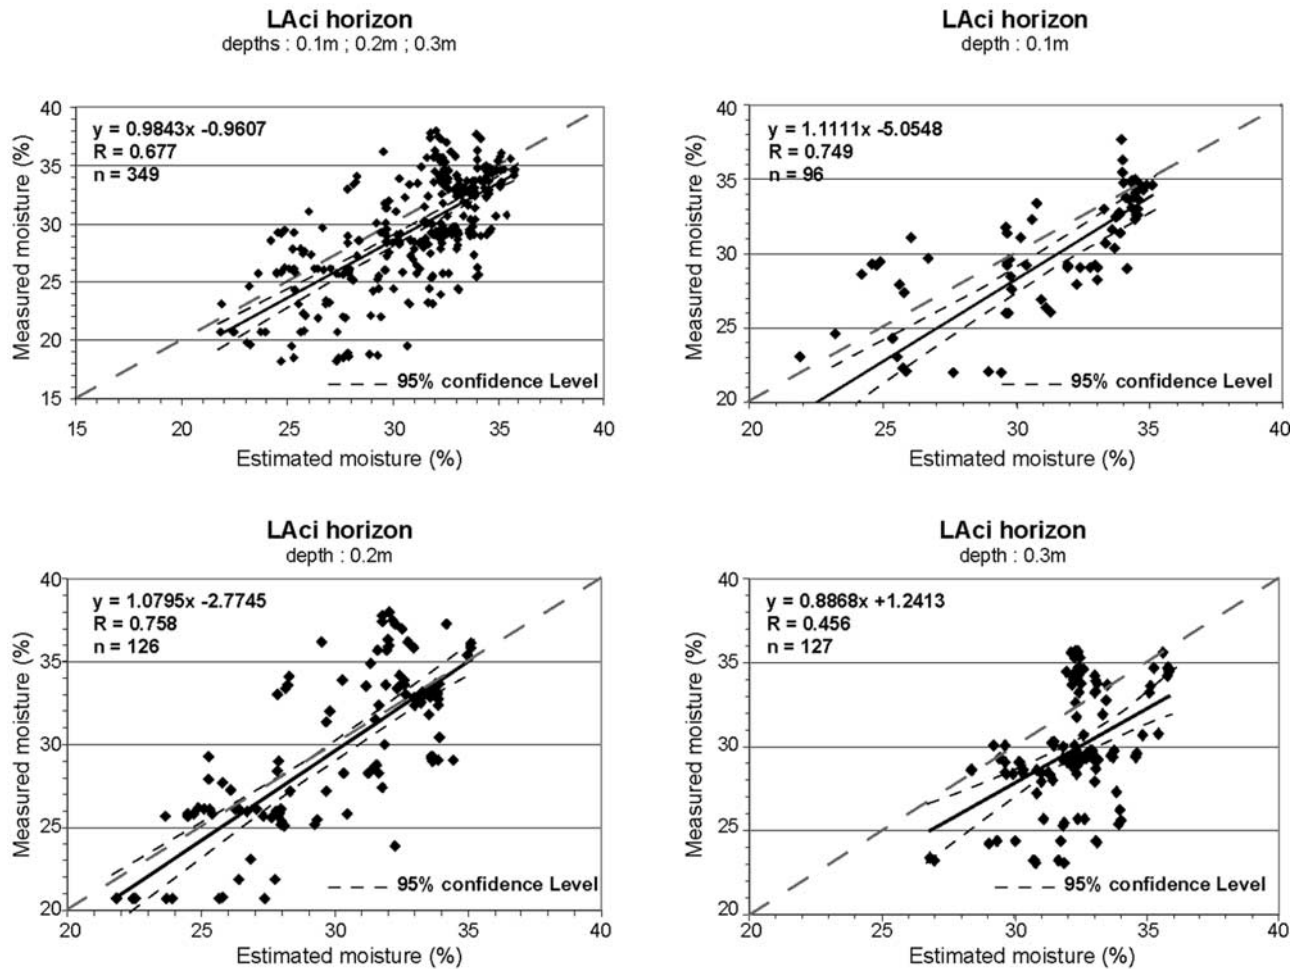 LAci horizon
depths : 0.1m ; 0.2m ; 0.3m
y = 0.9843x -0.9607
R = 0.677
n = 349
Measured moisture (%)
40
35
30
25
20
15
15 20 25 30 35 40
95% confidence Level
Estimated moisture (%)
LAci horizon
depth : 0.1m
y = 1.1111x -5.0548
R = 0.749
n = 96
Measured moisture (%)
40
35
30
25
20
20 25 30 35 40
95% confidence Level
Estimated moisture (%)
LAci horizon
depth : 0.2m
y = 1.0795x -2.7745
R = 0.758
n = 126
Measured moisture (%)
40
35
30
25
20
20 25 30 35 40
95% confidence Level
Estimated moisture (%)
LAci horizon
depth : 0.3m
y = 0.8868x +1.2413
R = 0.456
n = 127
Measured moisture (%)
40
35
30
25
20
20 25 30 35 40
95% confidence Level
Estimated moisture (%)